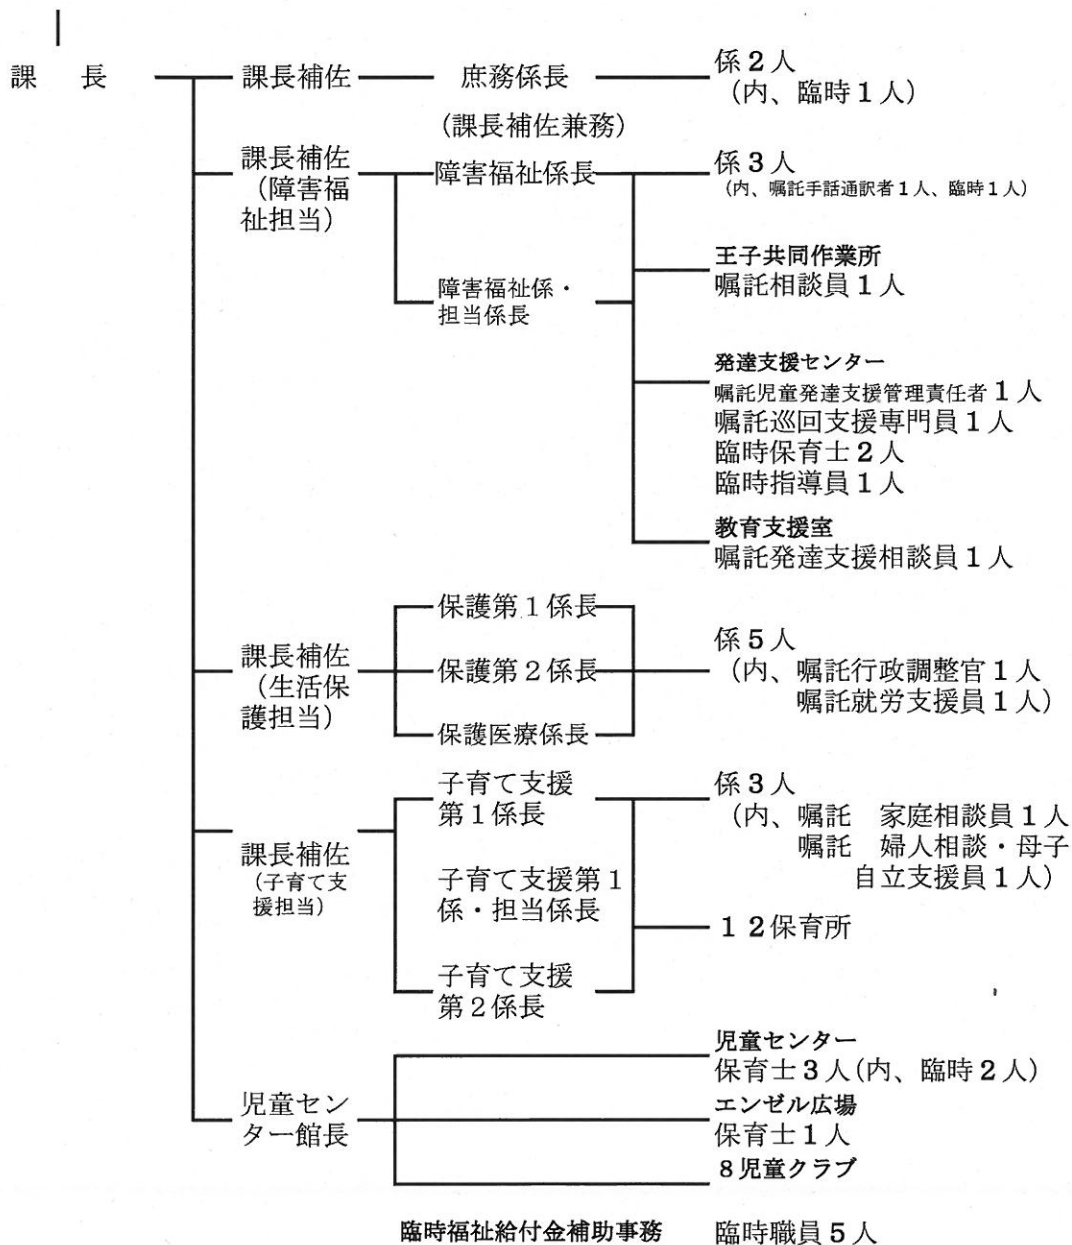 課　長
課長補佐
庶務係長
（課長補佐兼務）
係２人
（内、臨時１人）
課長補佐
（障害福
祉担当）
障害福祉係長
障害福祉係・
担当係長
係３人
（内、嘱託手話通訳者１人、臨時１人）
王子共同作業所
嘱託相談員１人
発達支援センター
嘱託児童発達支援管理責任者１人
嘱託巡回支援専門員１人
臨時保育士２人
臨時指導員１人
教育支援室
嘱託発達支援相談員１人
課長補佐
（生活保
護担当）
保護第１係長
保護第２係長
保護医療係長
係５人
（内、嘱託行政調整官１人
嘱託就労支援員１人）
課長補佐
（子育て支
援担当）
子育て支援
第１係長
子育て支援第１
係・担当係長
子育て支援
第２係長
係３人
（内、嘱託　家庭相談員１人
嘱託　婦人相談・母子
自立支援員１人）
１２保育所
児童セン
ター館長
児童センター
保育士３人（内、臨時２人）
エンゼル広場
保育士１人
８児童クラブ
臨時福祉給付金補助事務　臨時職員５人